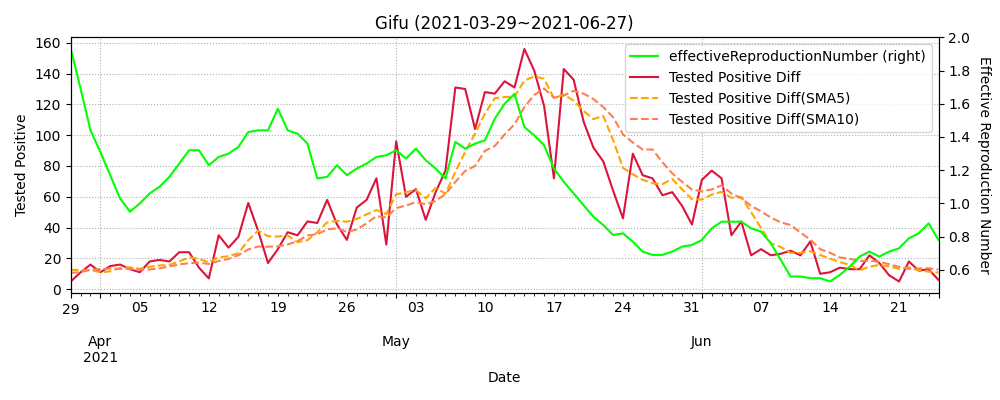 Gifu (2021-03-29~2021-06-27)
160
140
120
100
80
60
40
20
0
Tested Positive
2.0
1.8
1.6
1.4
1.2
1.0
0.8
0.6
Effective Reproduction Number
effectiveReproductionNumber (right)
Tested Positive Diff
Tested Positive Diff(SMA5)
Tested Positive Diff(SMA10)
29 05 12 19 26 03 10 17 24 31 07 14 21
Apr May Jun
2021
Date